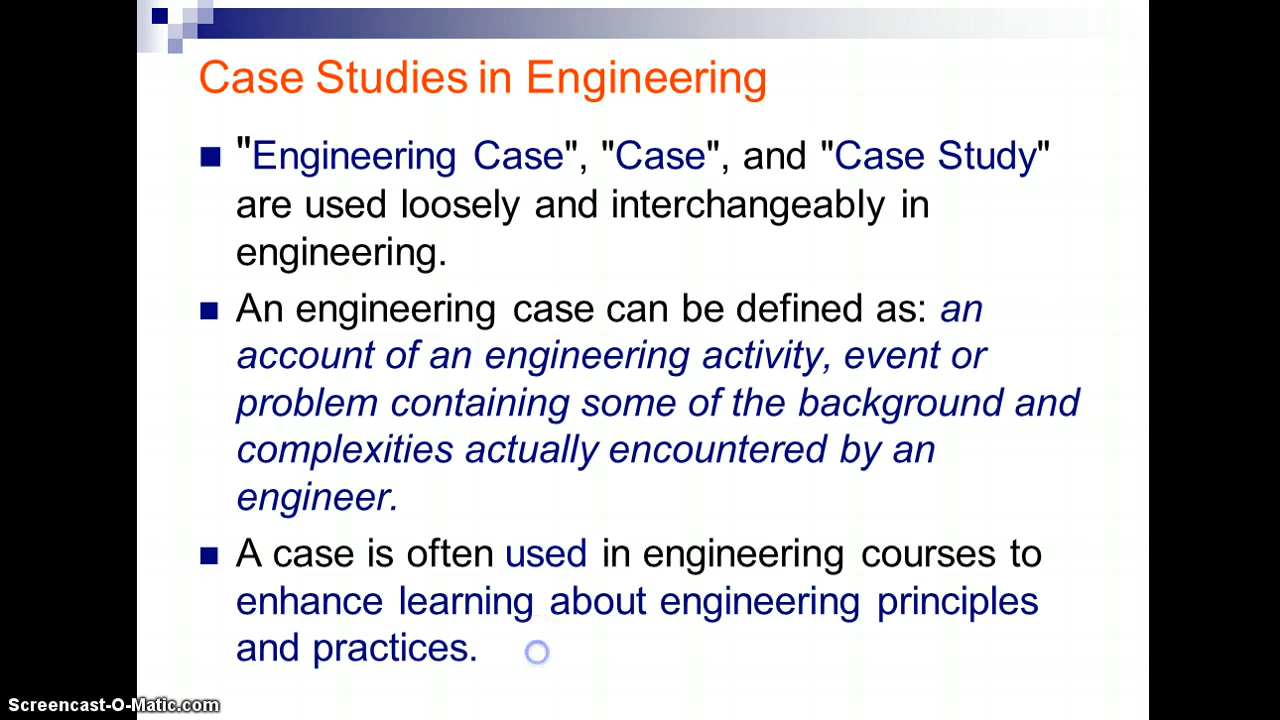 Case Studies in Engineering
"Engineering Case", "Case", and "Case Study"
are used loosely and interchangeably in
engineering.
An engineering case can be defined as: an
account of an engineering activity, event or
problem containing some of the background and
complexities actually encountered by an
engineer.
A case is often used in engineering courses to
enhance learning about engineering principles
and practices.
Screencast-O-Matic.com